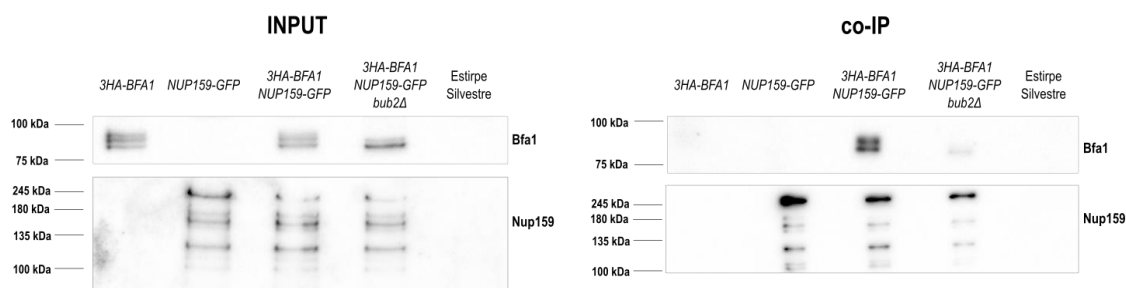 INPUT
3HA-BFA1
NUP159-GFP
3HA-BFA1
NUP159-GFP
3HA-BFA1
NUP159-GFP
bub2Δ
Estirpe
Silvestre
100 kDa
75 kDa
Bfa1
245 kDa
180 kDa
135 kDa
100 kDa
Nup159
co-IP
3HA-BFA1
NUP159-GFP
3HA-BFA1
NUP159-GFP
3HA-BFA1
NUP159-GFP
bub2Δ
Estirpe
Silvestre
100 kDa
75 kDa
Bfa1
245 kDa
180 kDa
135 kDa
100 kDa
Nup159